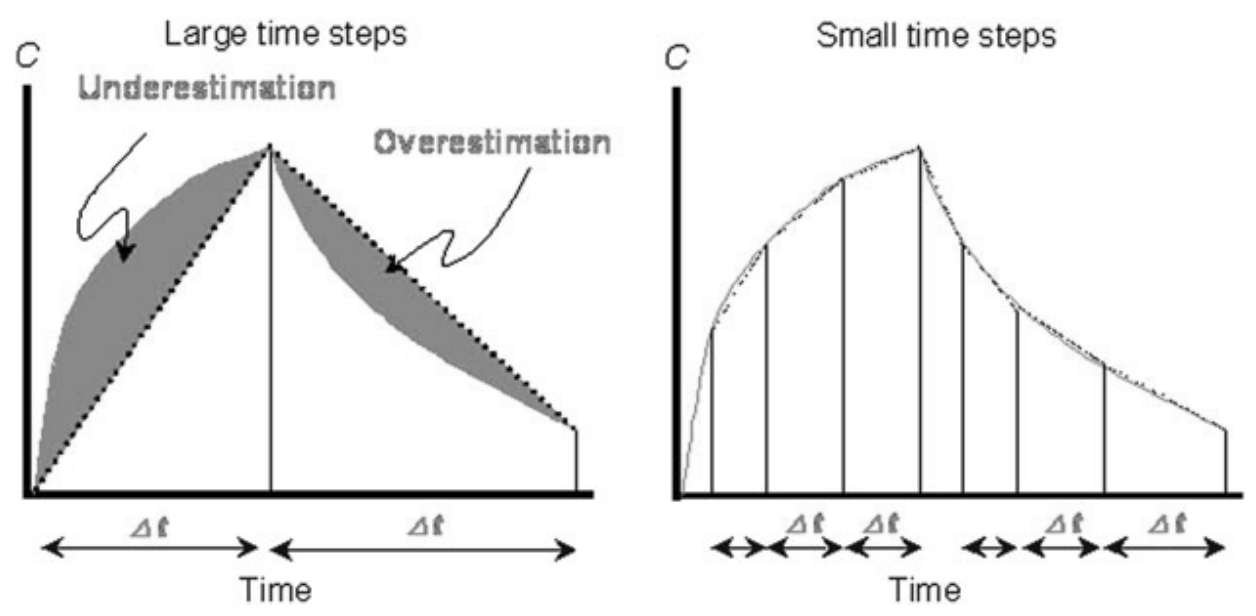 Large time steps
C
Underestimation
Overestimation
Δt Δt
Time
Small time steps
C
Δt Δt Δt Δt
Time